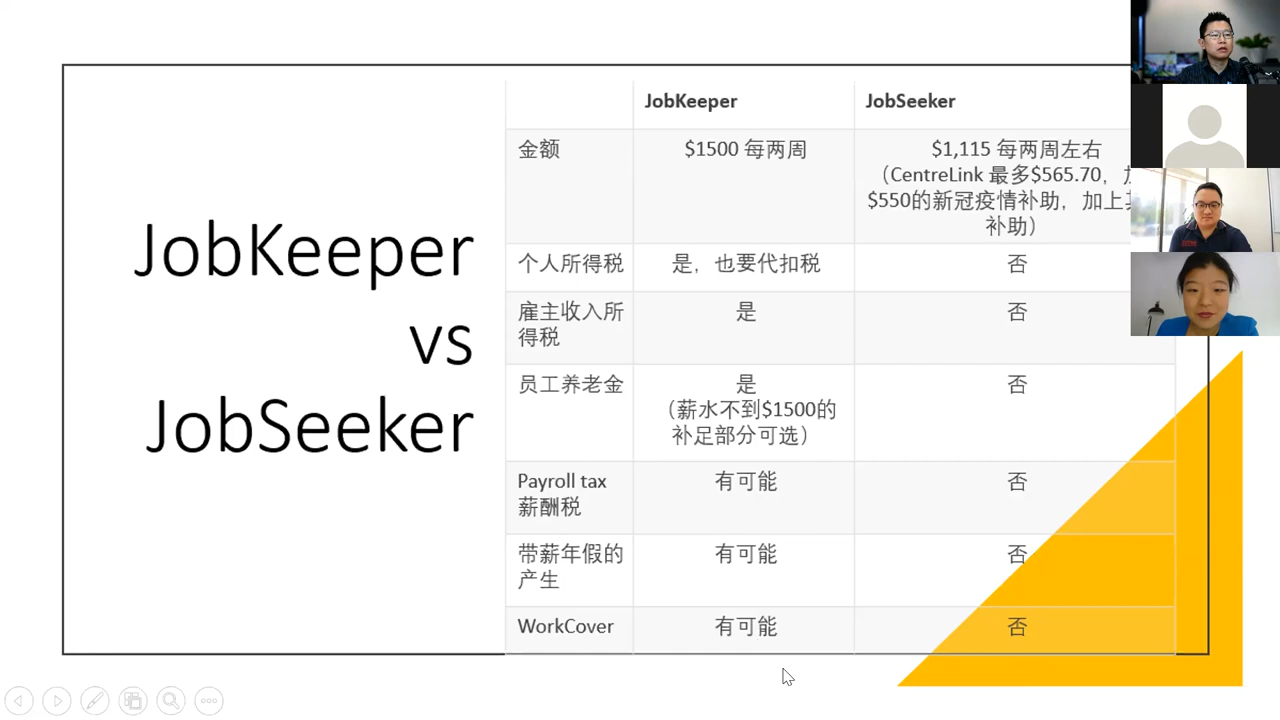 JobKeeper
vs
JobSeeker
JobKeeper JobSeeker
金额 $1500 每两周 $1,115 每两周左右
（CentreLink 最多$565.70，
$550的新冠疫情补助，加上
补助）
个人所得税 是，也要代扣税 否
雇主收入所 是 否
得税
员工养老金 是 否
（薪水不到$1500的
补足部分可选）
Payroll tax 有可能 否
薪酬税
带薪年假的 有可能 否
产生
WorkCover 有可能 否